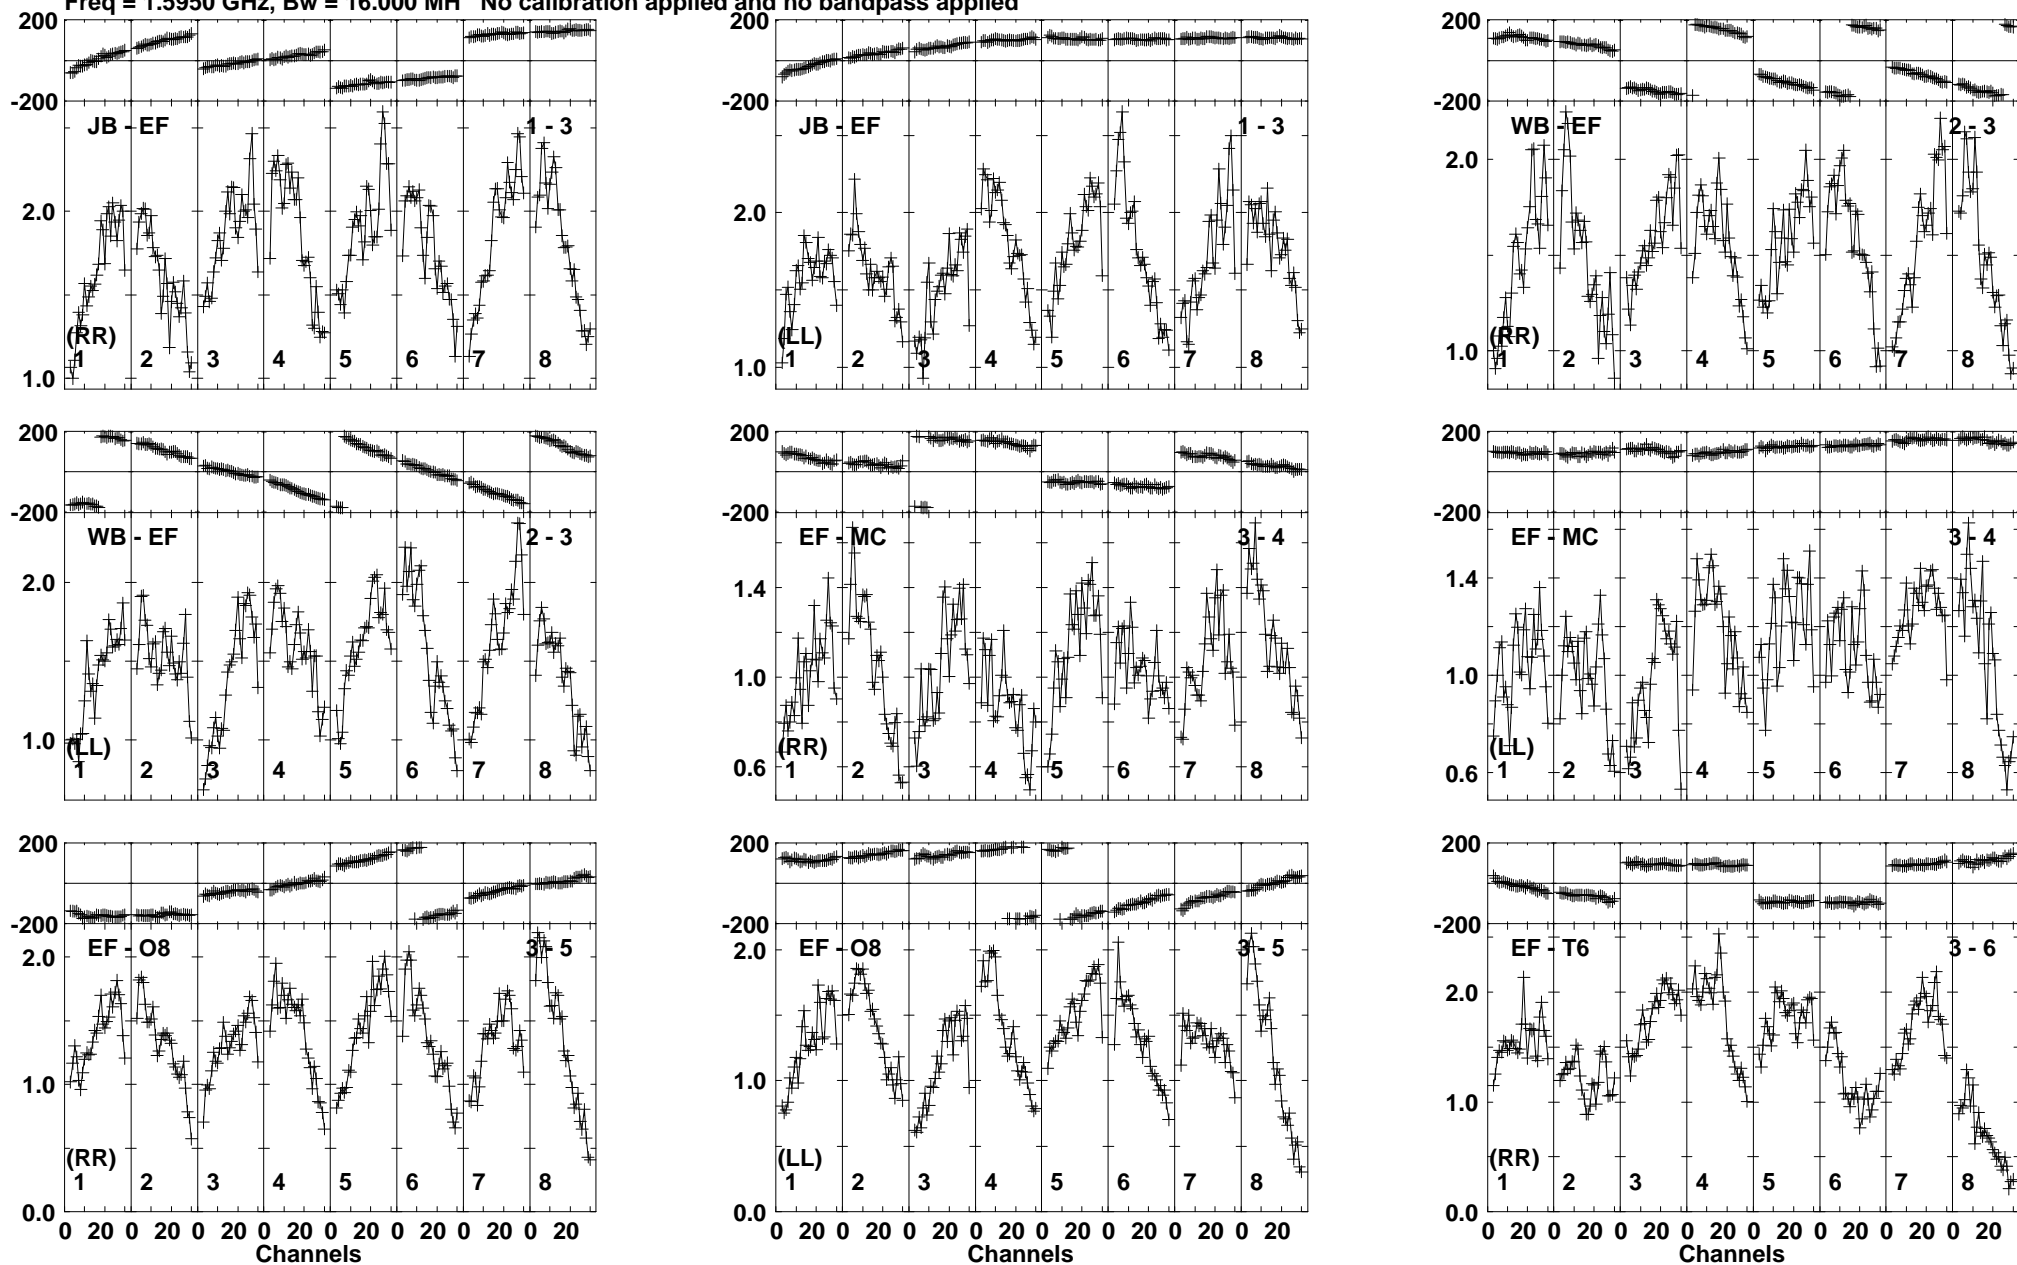 Freq = 1.5950 GHz, Bw = 16.000 MH No calibration applied and no bandpass applied
200 200 200
-200 -200 -200
JB - EF 1 - 3 JB - EF 1 - 3 WB - EF 2 - 3
2.0 2.0 2.0
(RR) (LL) (RR)
1 2 3 4 5 6 7 8 1 2 3 4 5 6 7 8 1 2 3 4 5 6 7 8
1.0 1.0 1.0
200 200 200
-200 -200 -200
WB - EF 2 - 3 EF - MC 3 - 4 EF - MC 3 - 4
2.0 1.4 1.4
1.0 1.0 1.0
(LL) (RR) (LL)
1 2 3 4 5 6 7 8 1 2 3 4 5 6 7 8 1 2 3 4 5 6 7 8
0.6 0.6
200 200 200
-200 -200 -200
EF - O8 3 - 5 EF - O8 3 - 5 EF - T6 3 - 6
2.0 2.0 2.0
1.0 1.0 1.0
(RR) (LL) (RR)
1 2 3 4 5 6 7 8 1 2 3 4 5 6 7 8 1 2 3 4 5 6 7 8
0.0 0.0 0.0
0 20 0 20 0 20 0 20 0 20 0 20 0 20 0 20 0 20 0 20 0 20 0 20 0 20 0 20 0 20 0 20 0 20 0 20 0 20 0 20 0 20 0 20 0 20 0 20
Channels Channels Channels